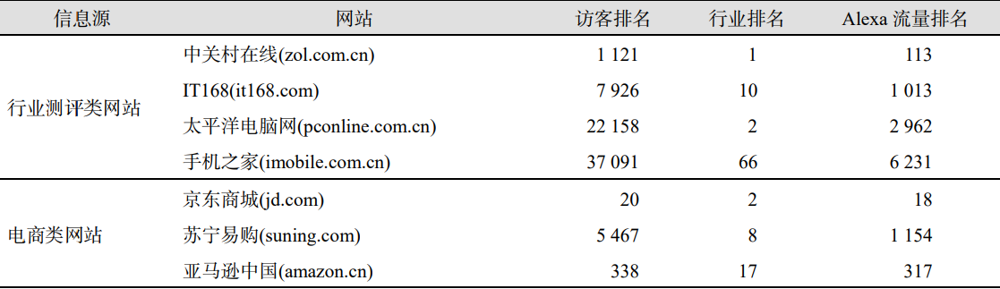 信息源 网站 访客排名 行业排名 Alexa 流量排名
中关村在线(zol.com.cn) 1 121 1 113
IT168(it168.com) 7 926 10 1 013
行业测评类网站
太平洋电脑网(pconline.com.cn) 22 158 2 2 962
手机之家(imobile.com.cn) 37 091 66 6 231
京东商城(jd.com) 20 2 18
电商类网站 苏宁易购(suning.com) 5 467 8 1 154
亚马逊中国(amazon.cn) 338 17 317